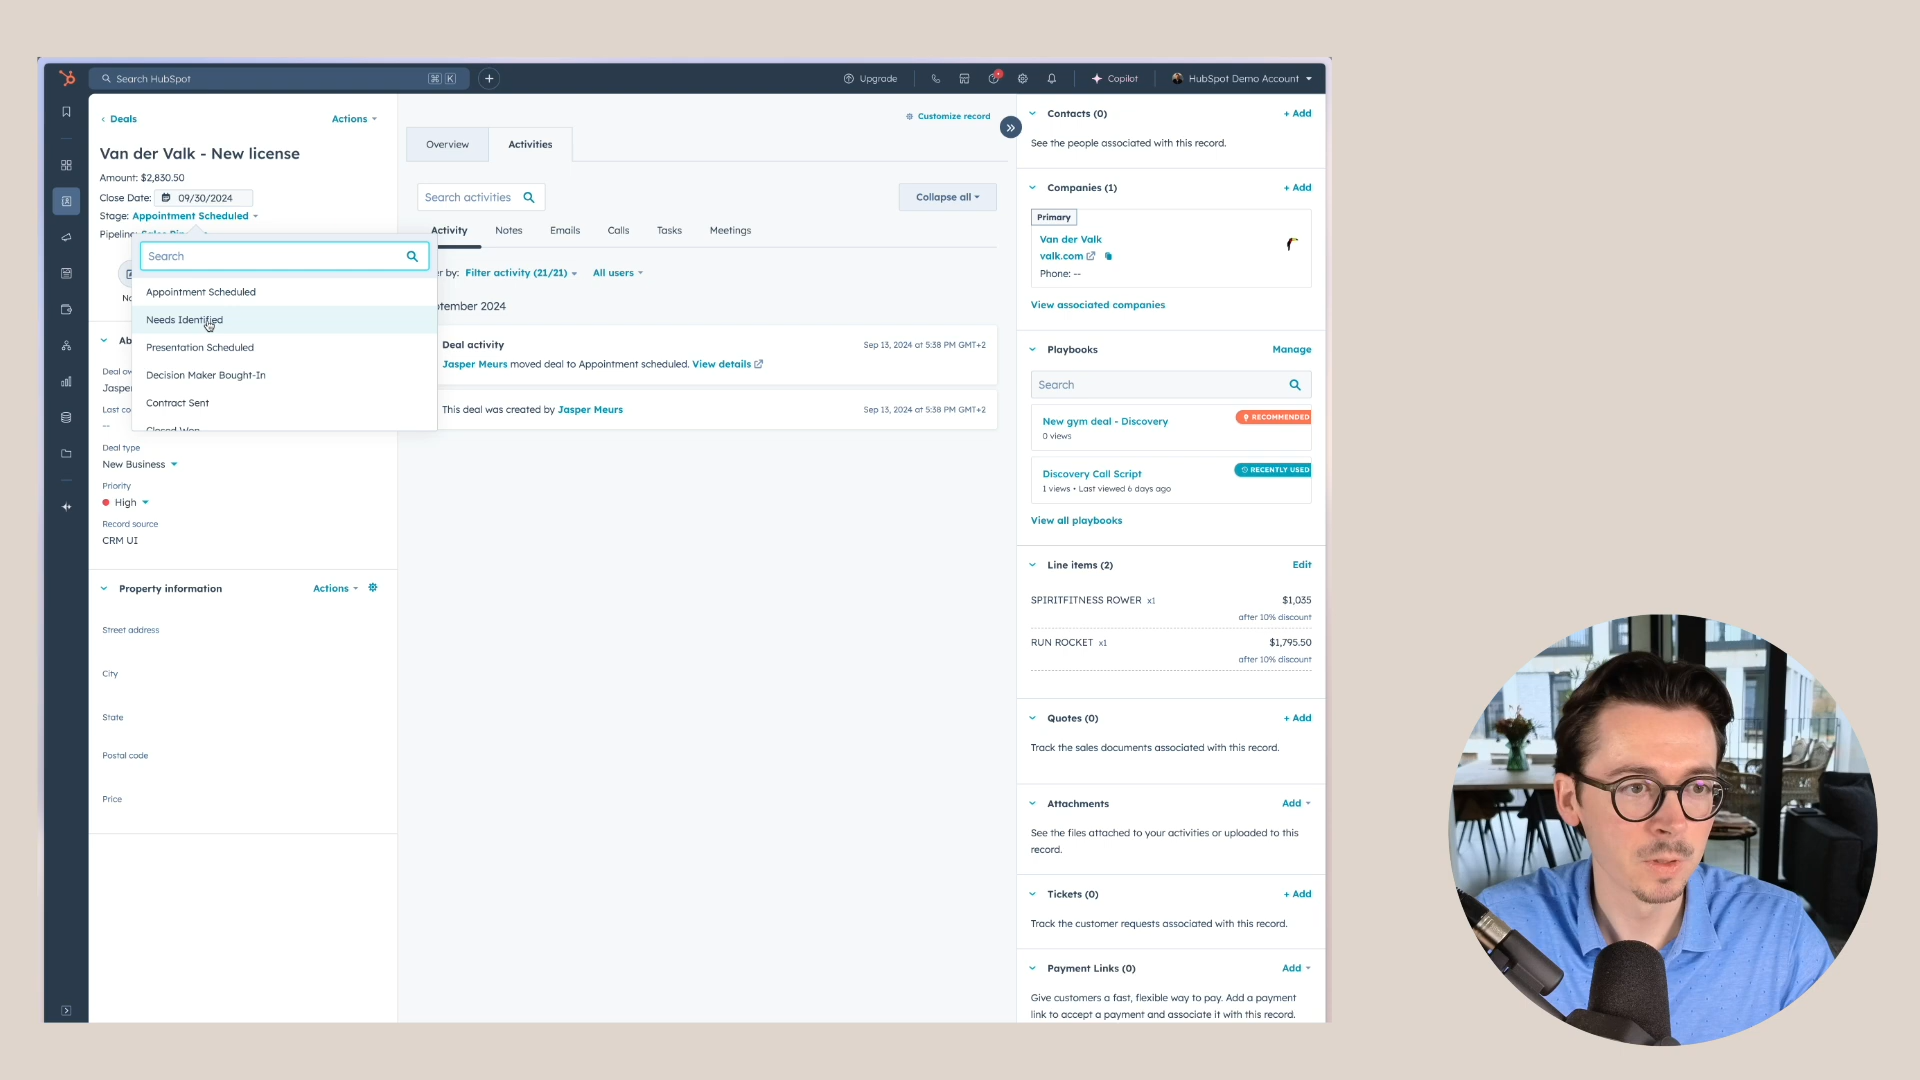 Search HubSpot
⌘ K
+
Upgrade
Copilot
HubSpot Demo Account
Deals
Actions
Van der Valk - New license
Amount: $2,830.50
Close Date: 09/30/2024
Stage: Appointment Scheduled
Pipeline:
Search
Appointment Scheduled
Needs Identified
Presentation Scheduled
Decision Maker Bought-In
Contract Sent
Closed Won
Deal type
New Business
Priority
High
Record source
CRM UI
Property information
Actions
Street address
City
State
Postal code
Price
Customize record
Overview
Activities
Search activities
Collapse all
Activity
Notes
Emails
Calls
Tasks
Meetings
Filter activity (21/21)
All users
2024
Deal activity
Sep 13, 2024 at 5:38 PM GMT+2
Jasper Meurs moved deal to Appointment scheduled. View details
This deal was created by Jasper Meurs
Sep 13, 2024 at 5:38 PM GMT+2
Contacts (0)
+ Add
See the people associated with this record.
Companies (1)
+ Add
Primary
Van der Valk
valk.com
Phone: --
View associated companies
Playbooks
Manage
Search
RECOMMENDED
New gym deal - Discovery
0 views
RECENTLY USED
Discovery Call Script
1 views • Last viewed 6 days ago
View all playbooks
Line items (2)
Edit
SPIRITFITNESS ROWER x1
$1,035
after 10% discount
RUN ROCKET x1
$1,795.50
after 10% discount
Quotes (0)
+ Add
Track the sales documents associated with this record.
Attachments
Add
See the files attached to your activities or uploaded to this
record.
Tickets (0)
+ Add
Track the customer requests associated with this record.
Payment Links (0)
Add
Give customers a fast, flexible way to pay. Add a payment
link to accept a payment and associate it with this record.